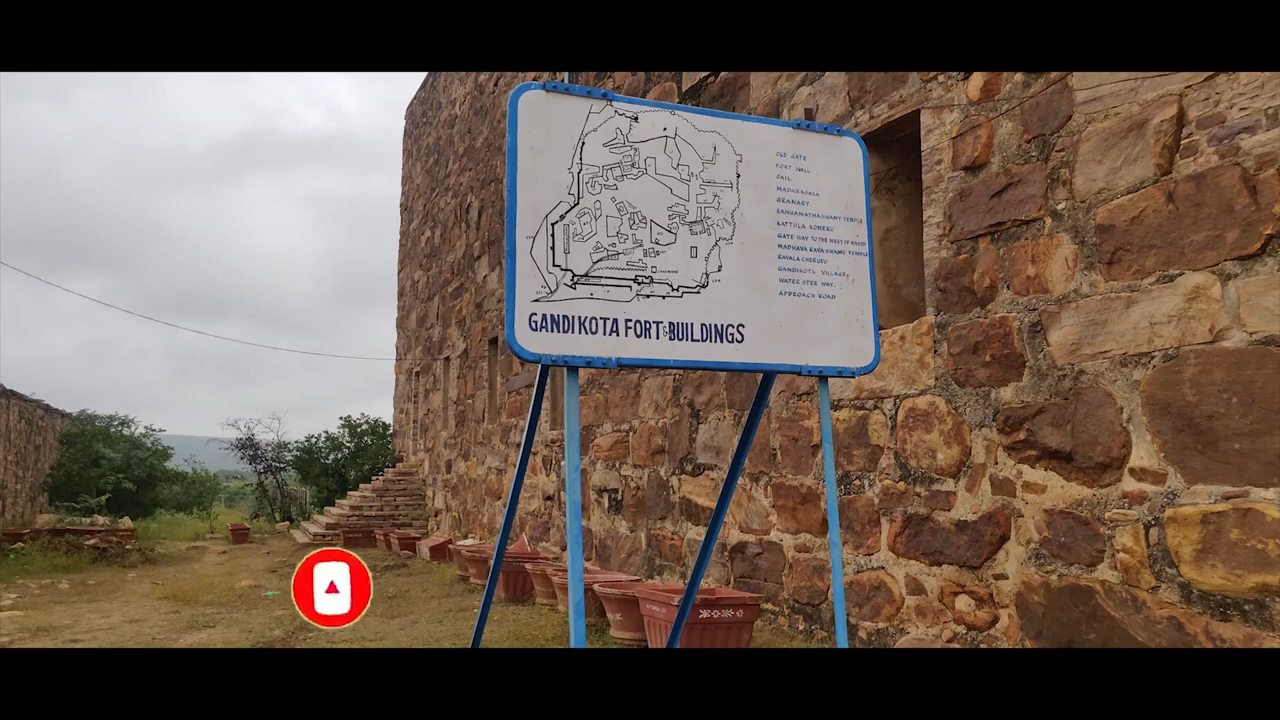 OLD GATE
FORT WALL
JAIL
MADARASALA
GRANARY
RANGANATHASWAMY TEMPLE
KATTULA KONERU
GATE WAY TO THE WEST OF
MADHAVA RAYA SWAMY TEMPLE
RAYALA CHERUVU
GANDIKOTA VILLAGE
WATER STEE WAY
APPROACH ROAD
GANDIKOTA FORT & BUILDINGS